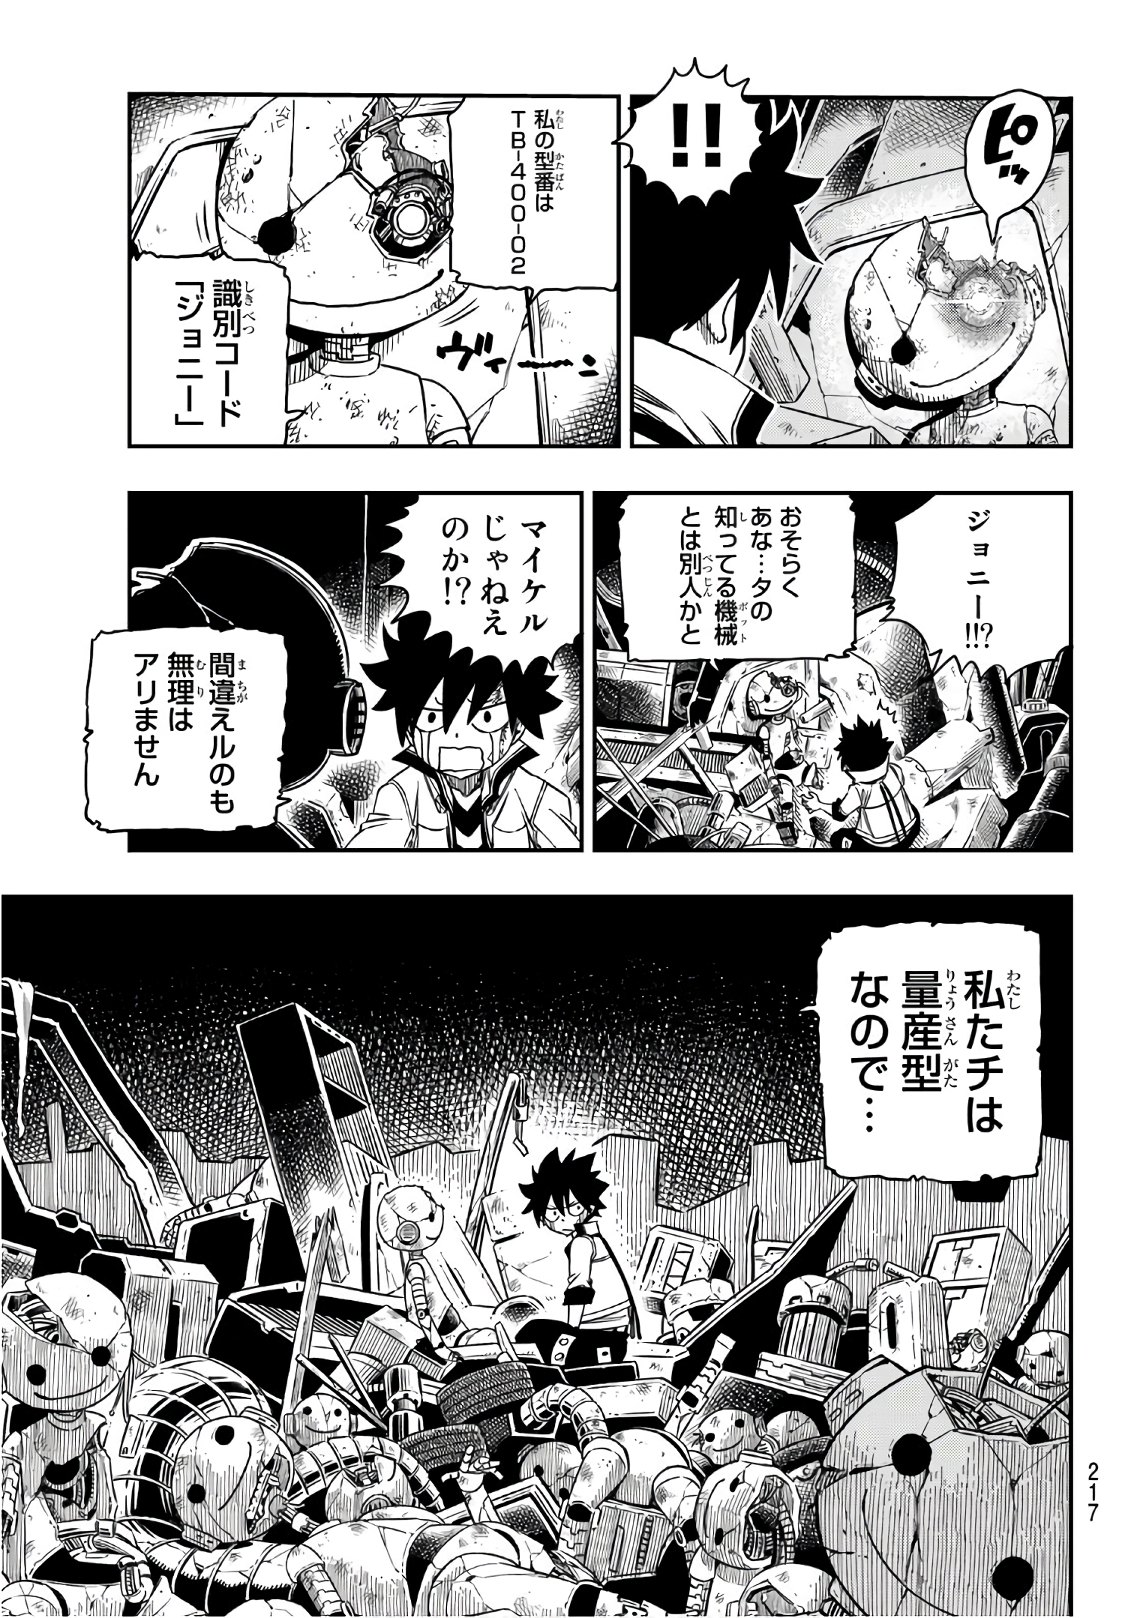 ピッ
!!
私の型番は
TB-400-02
識別コード
「ジョニー」
ヴィーーン
ジョニー!!?
おそらく
あな…タの
知ってる機械
とは別人かと
マイケル
じゃねえ
のか!?
間違えルのも
無理は
アリません
私たチは
量産型
なので…
217